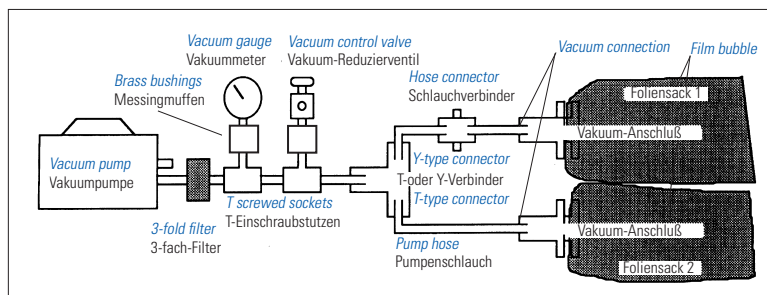 Vacuum gauge
Vakuummeter
Vacuum control valve
Vakuum-Reduzierventil
Vacuum connection
Film bubble
Brass bushings
Messingmuffen
Hose connector
Schlauchverbinder
Foliensack 1
Vakuum-Anschluß
Vacuum pump
Vakuumpumpe
Y-type connector
T-oder Y-Verbinder
T-type connector
T screwed sockets
T-Einschraubstutzen
3-fold filter
3-fach-Filter
Pump hose
Pumpenschlauch
Vakuum-Anschluß
Foliensack 2